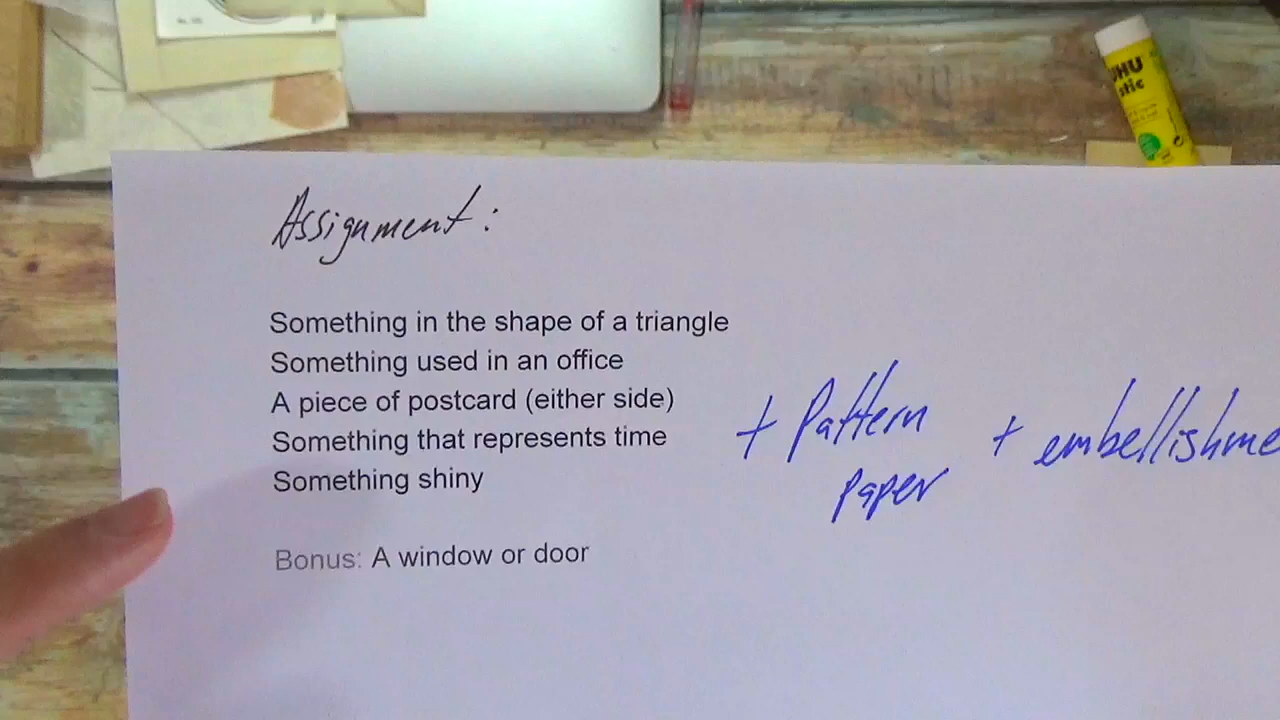 Assignment:
Something in the shape of a triangle
Something used in an office
A piece of postcard (either side)
Something that represents time
Something shiny
Bonus: A window or door
+ Pattern
paper
+ embellishme
UHU
stic